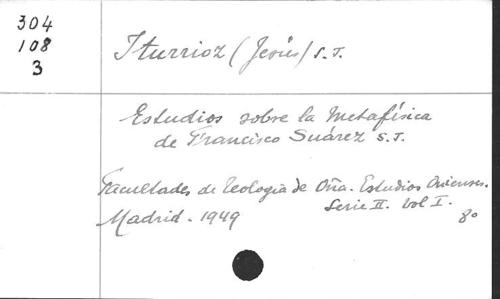 304
108
3
Iturrioz (Jesús) S. J.
Estudios sobre la Metafísica
de Francisco Suárez S. J.
Facultades de Teología de Oña. Estudios Onienses.
Serie II. Vol I.
Madrid - 1949
8º